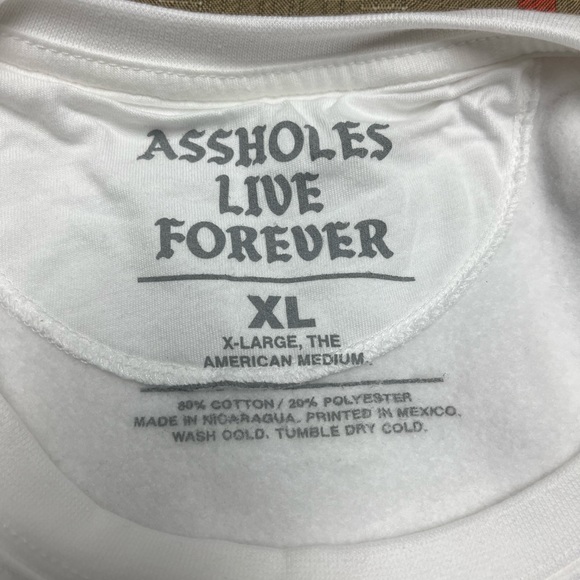 ASSHOLES
LIVE
FOREVER
XL
X-LARGE, THE
AMERICAN MEDIUM.
80% COTTON / 20% POLYESTER
MADE IN NICARAGUA. PRINTED IN MEXICO.
WASH COLD. TUMBLE DRY COLD.